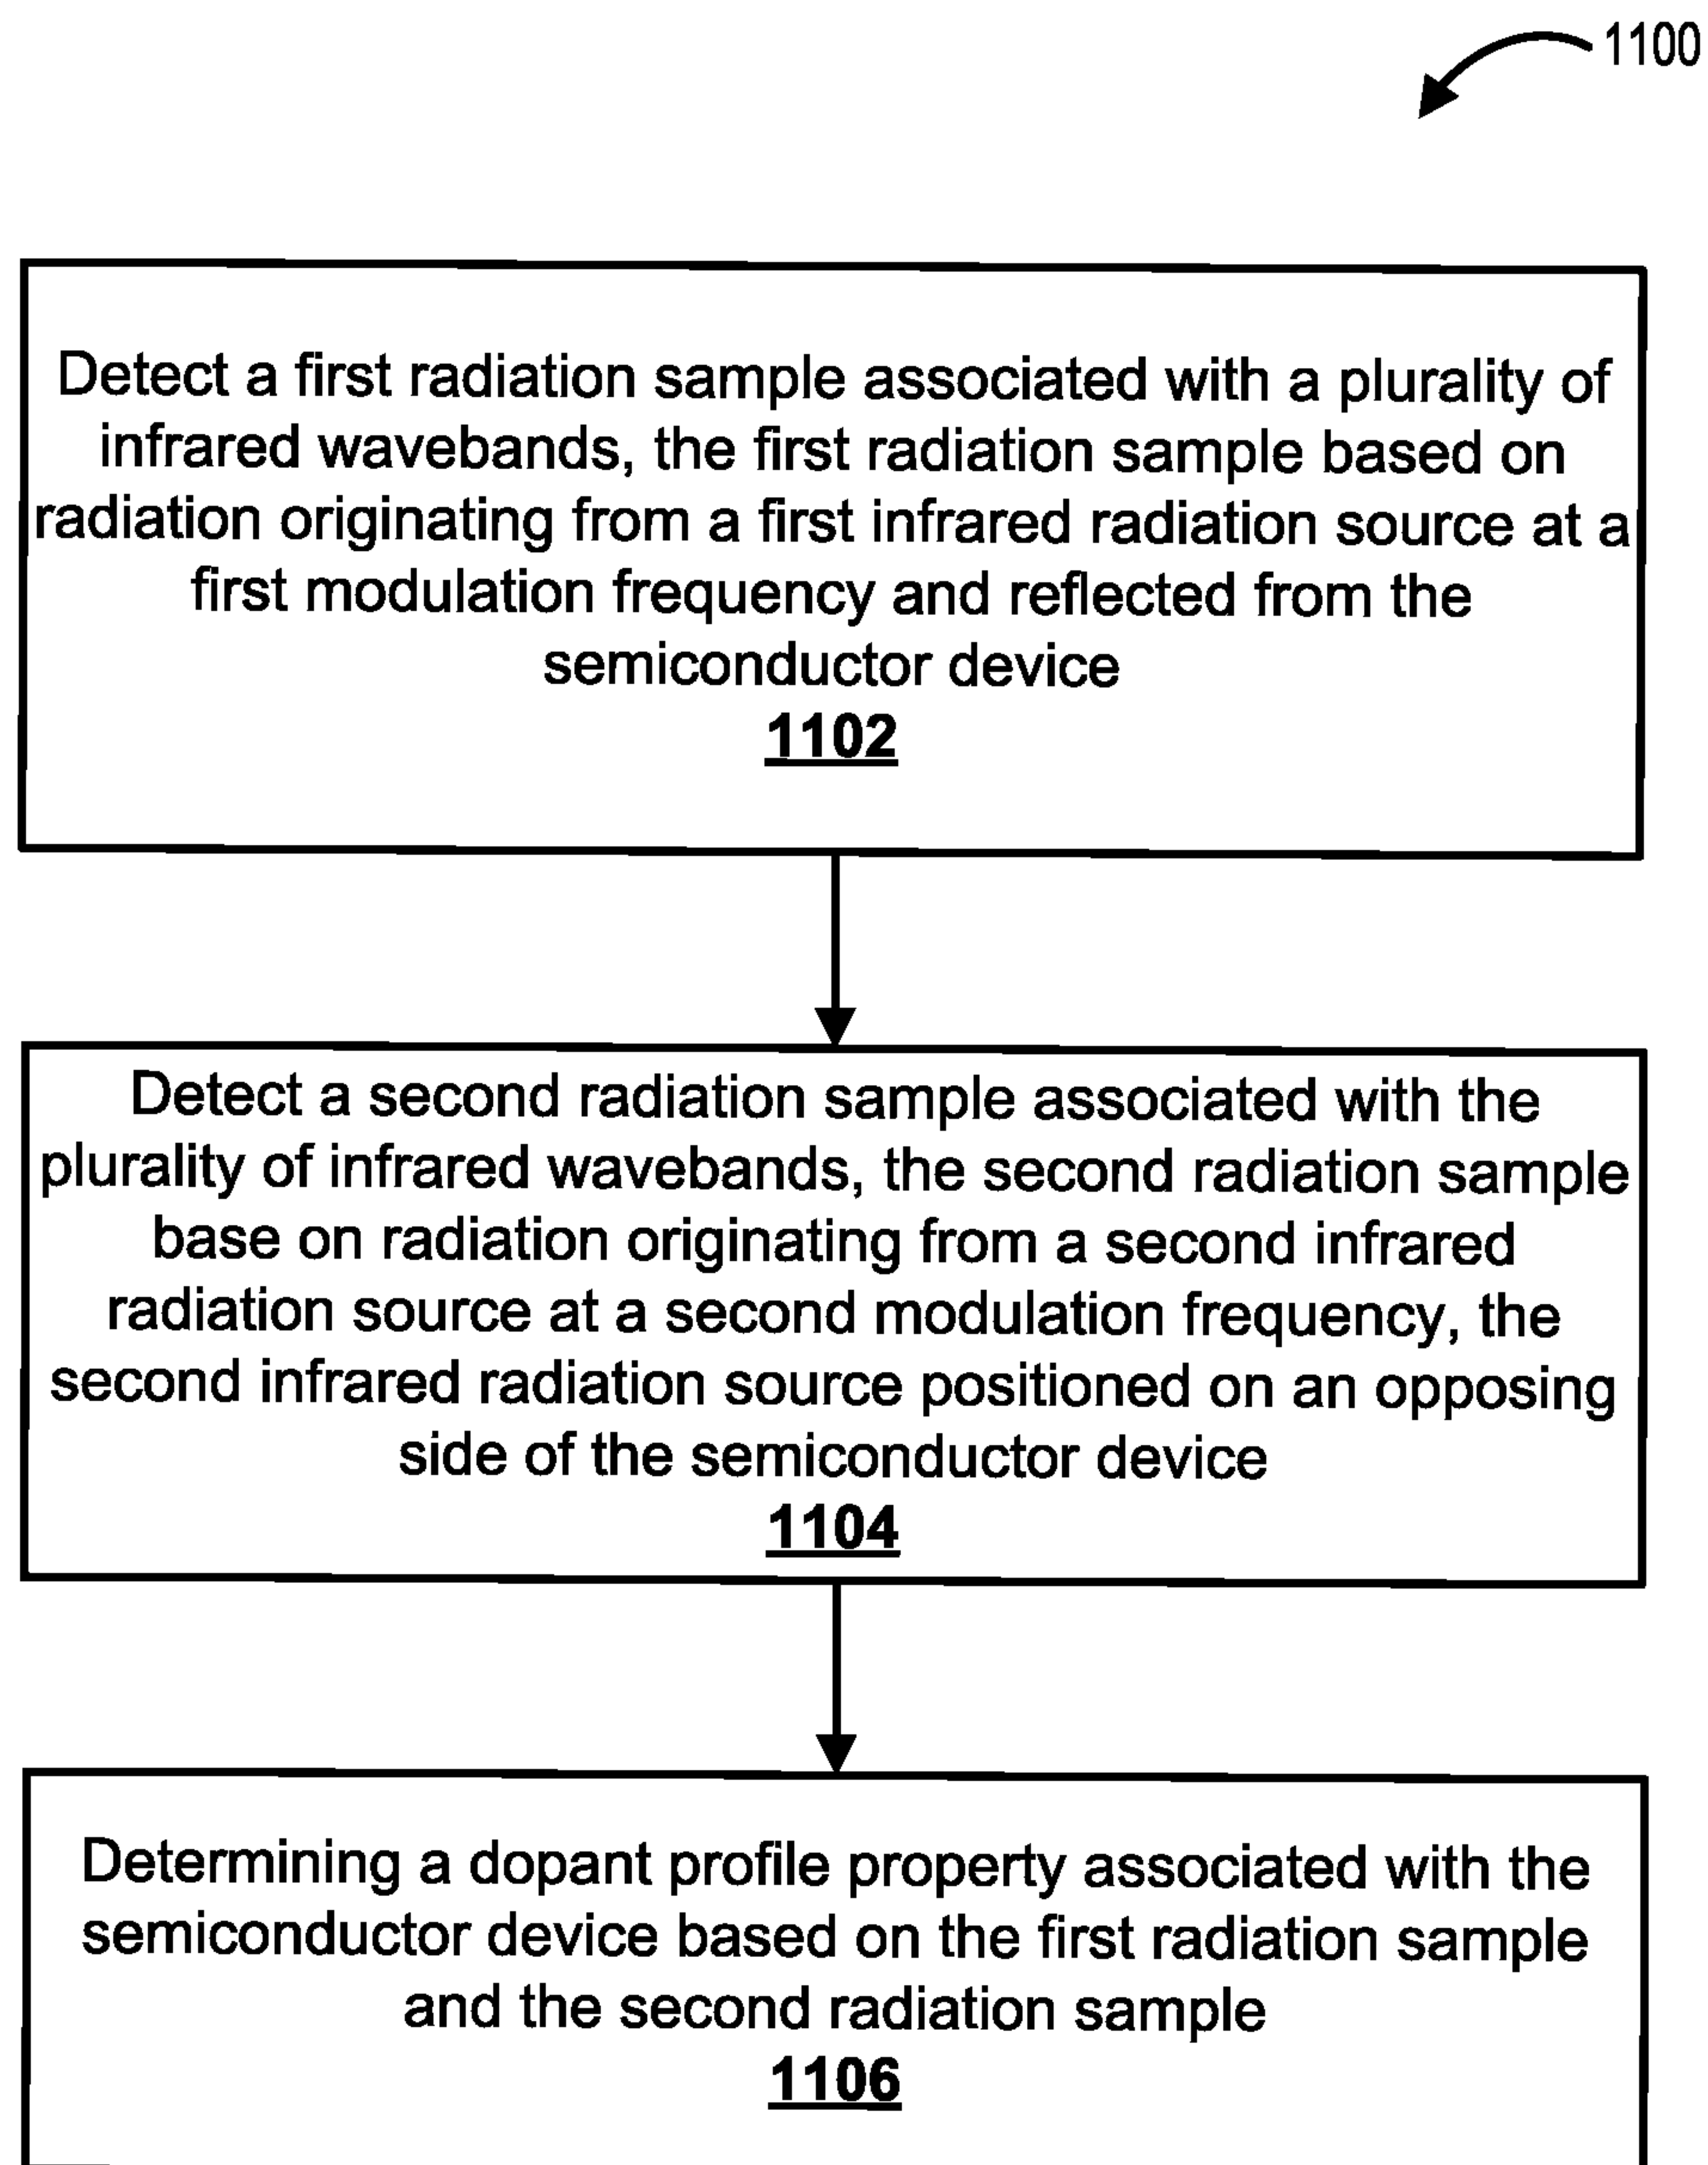 1100
Detect a first radiation sample associated with a plurality of
infrared wavebands, the first radiation sample based on
radiation originating from a first infrared radiation source at a
first modulation frequency and reflected from the
semiconductor device
1102
Detect a second radiation sample associated with the
plurality of infrared wavebands, the second radiation sample
base on radiation originating from a second infrared
radiation source at a second modulation frequency, the
second infrared radiation source positioned on an opposing
side of the semiconductor device
1104
Determining a dopant profile property associated with the
semiconductor device based on the first radiation sample
and the second radiation sample
1106